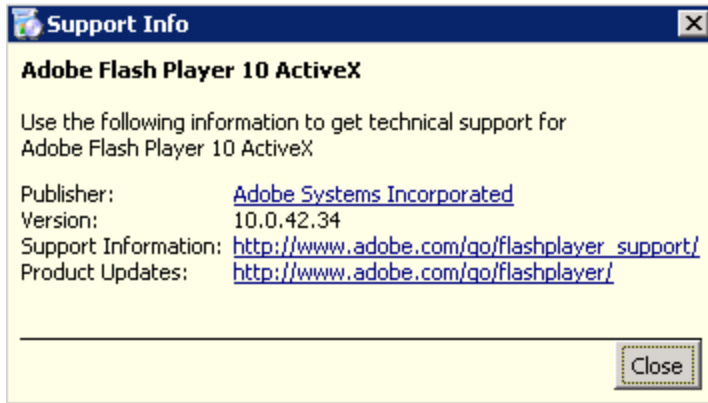 Support Info
Adobe Flash Player 10 ActiveX
Use the following information to get technical support for
Adobe Flash Player 10 ActiveX
Publisher: Adobe Systems Incorporated
Version: 10.0.42.34
Support Information: http://www.adobe.com/go/flashplayer_support/
Product Updates: http://www.adobe.com/go/flashplayer/
Close